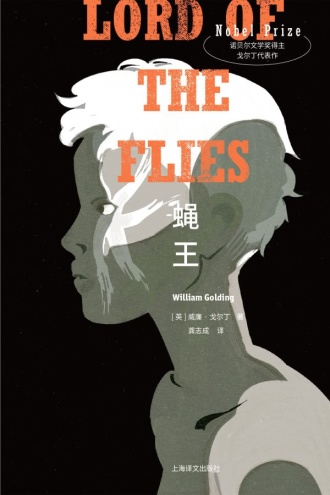 LORD OF
Nobel Prize
诺贝尔文学奖得主
戈尔丁代表作
THE
FLIES
蝇
王
William Golding
[英] 威廉·戈尔丁 著
龚志成 译
上海译文出版社